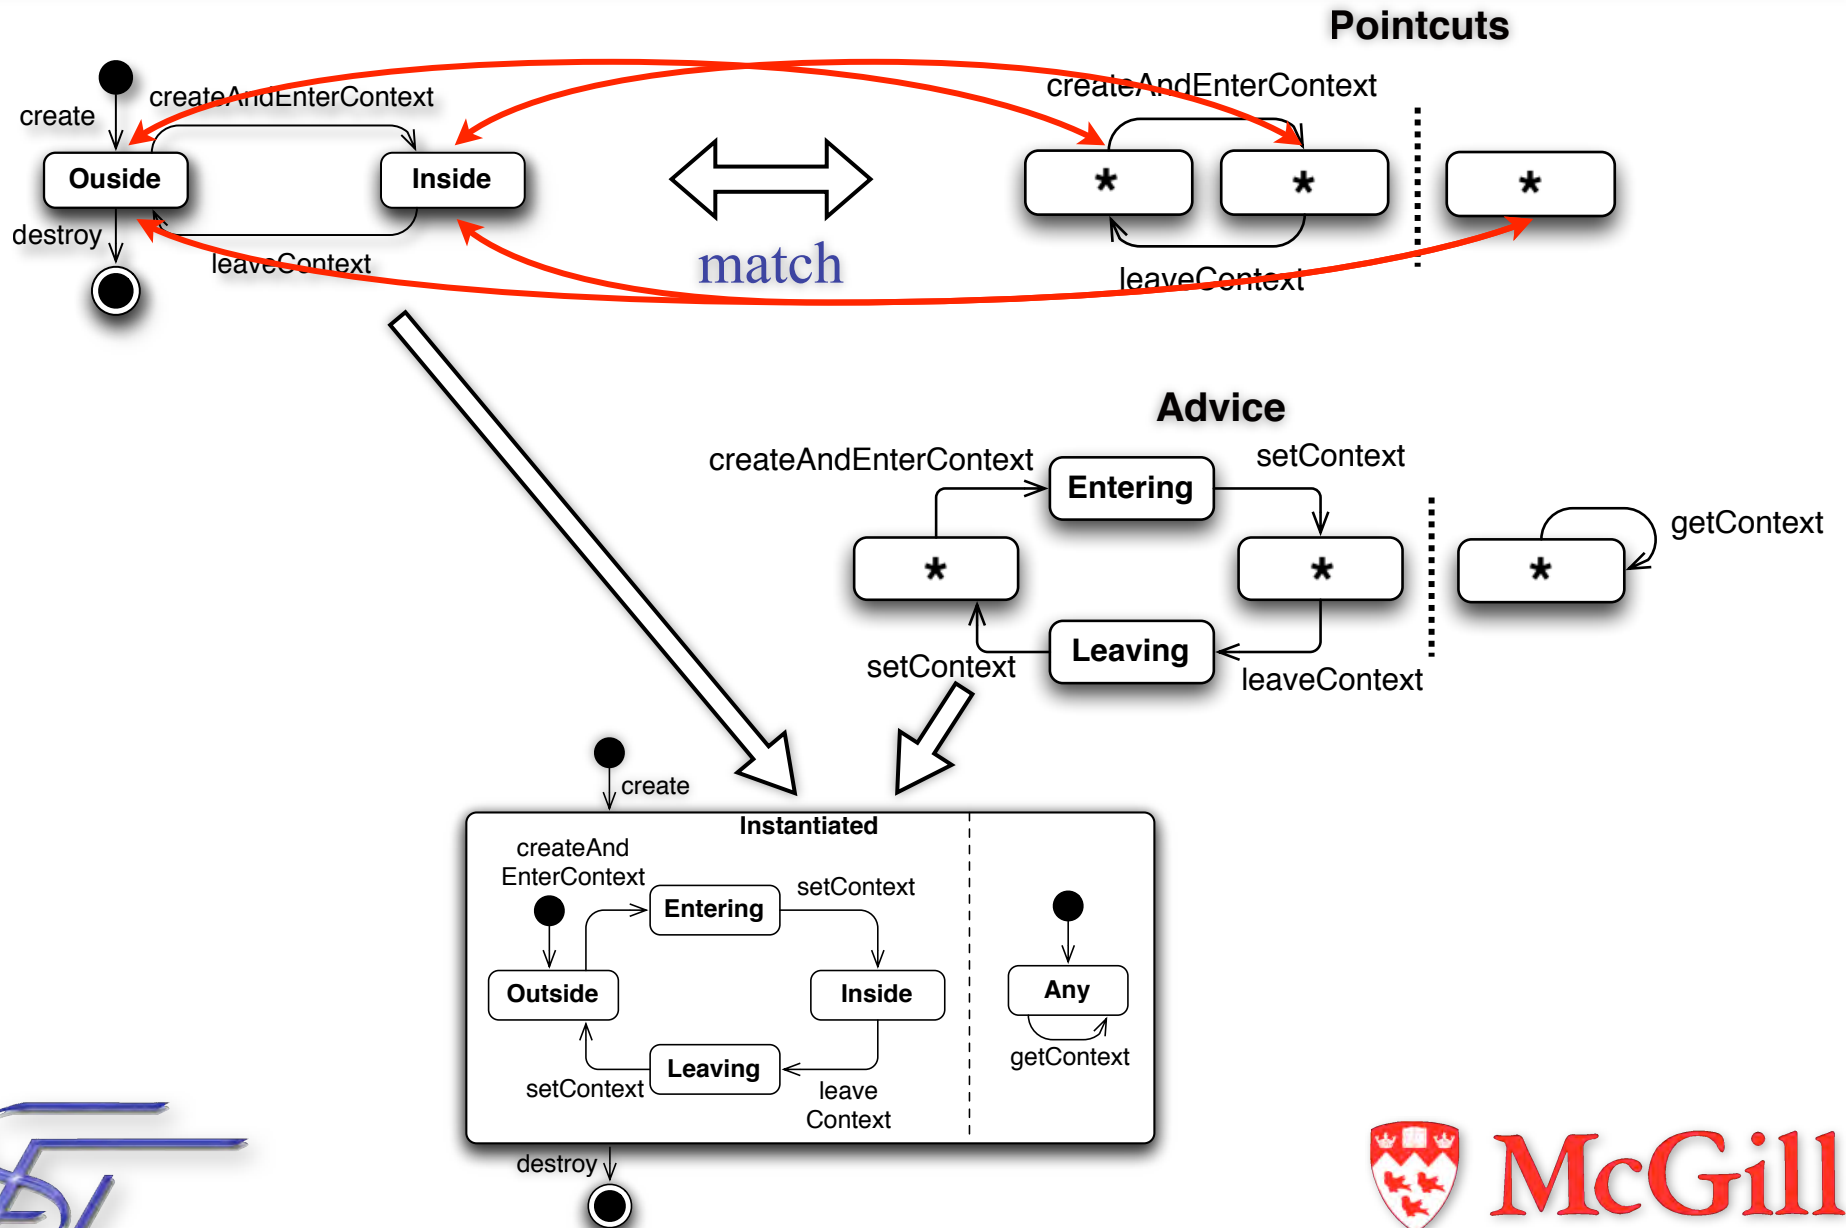 Pointcuts
create
createAndEnterContext
createAndEnterContext
Ouside
Inside
*
*
*
destroy
leaveContext
match
leaveContext
Advice
createAndEnterContext
setContext
Entering
getContext
*
*
*
setContext
Leaving
leaveContext
create
Instantiated
createAnd
EnterContext
setContext
Entering
Outside
Inside
Any
getContext
setContext
Leaving
leave
Context
destroy
McGill